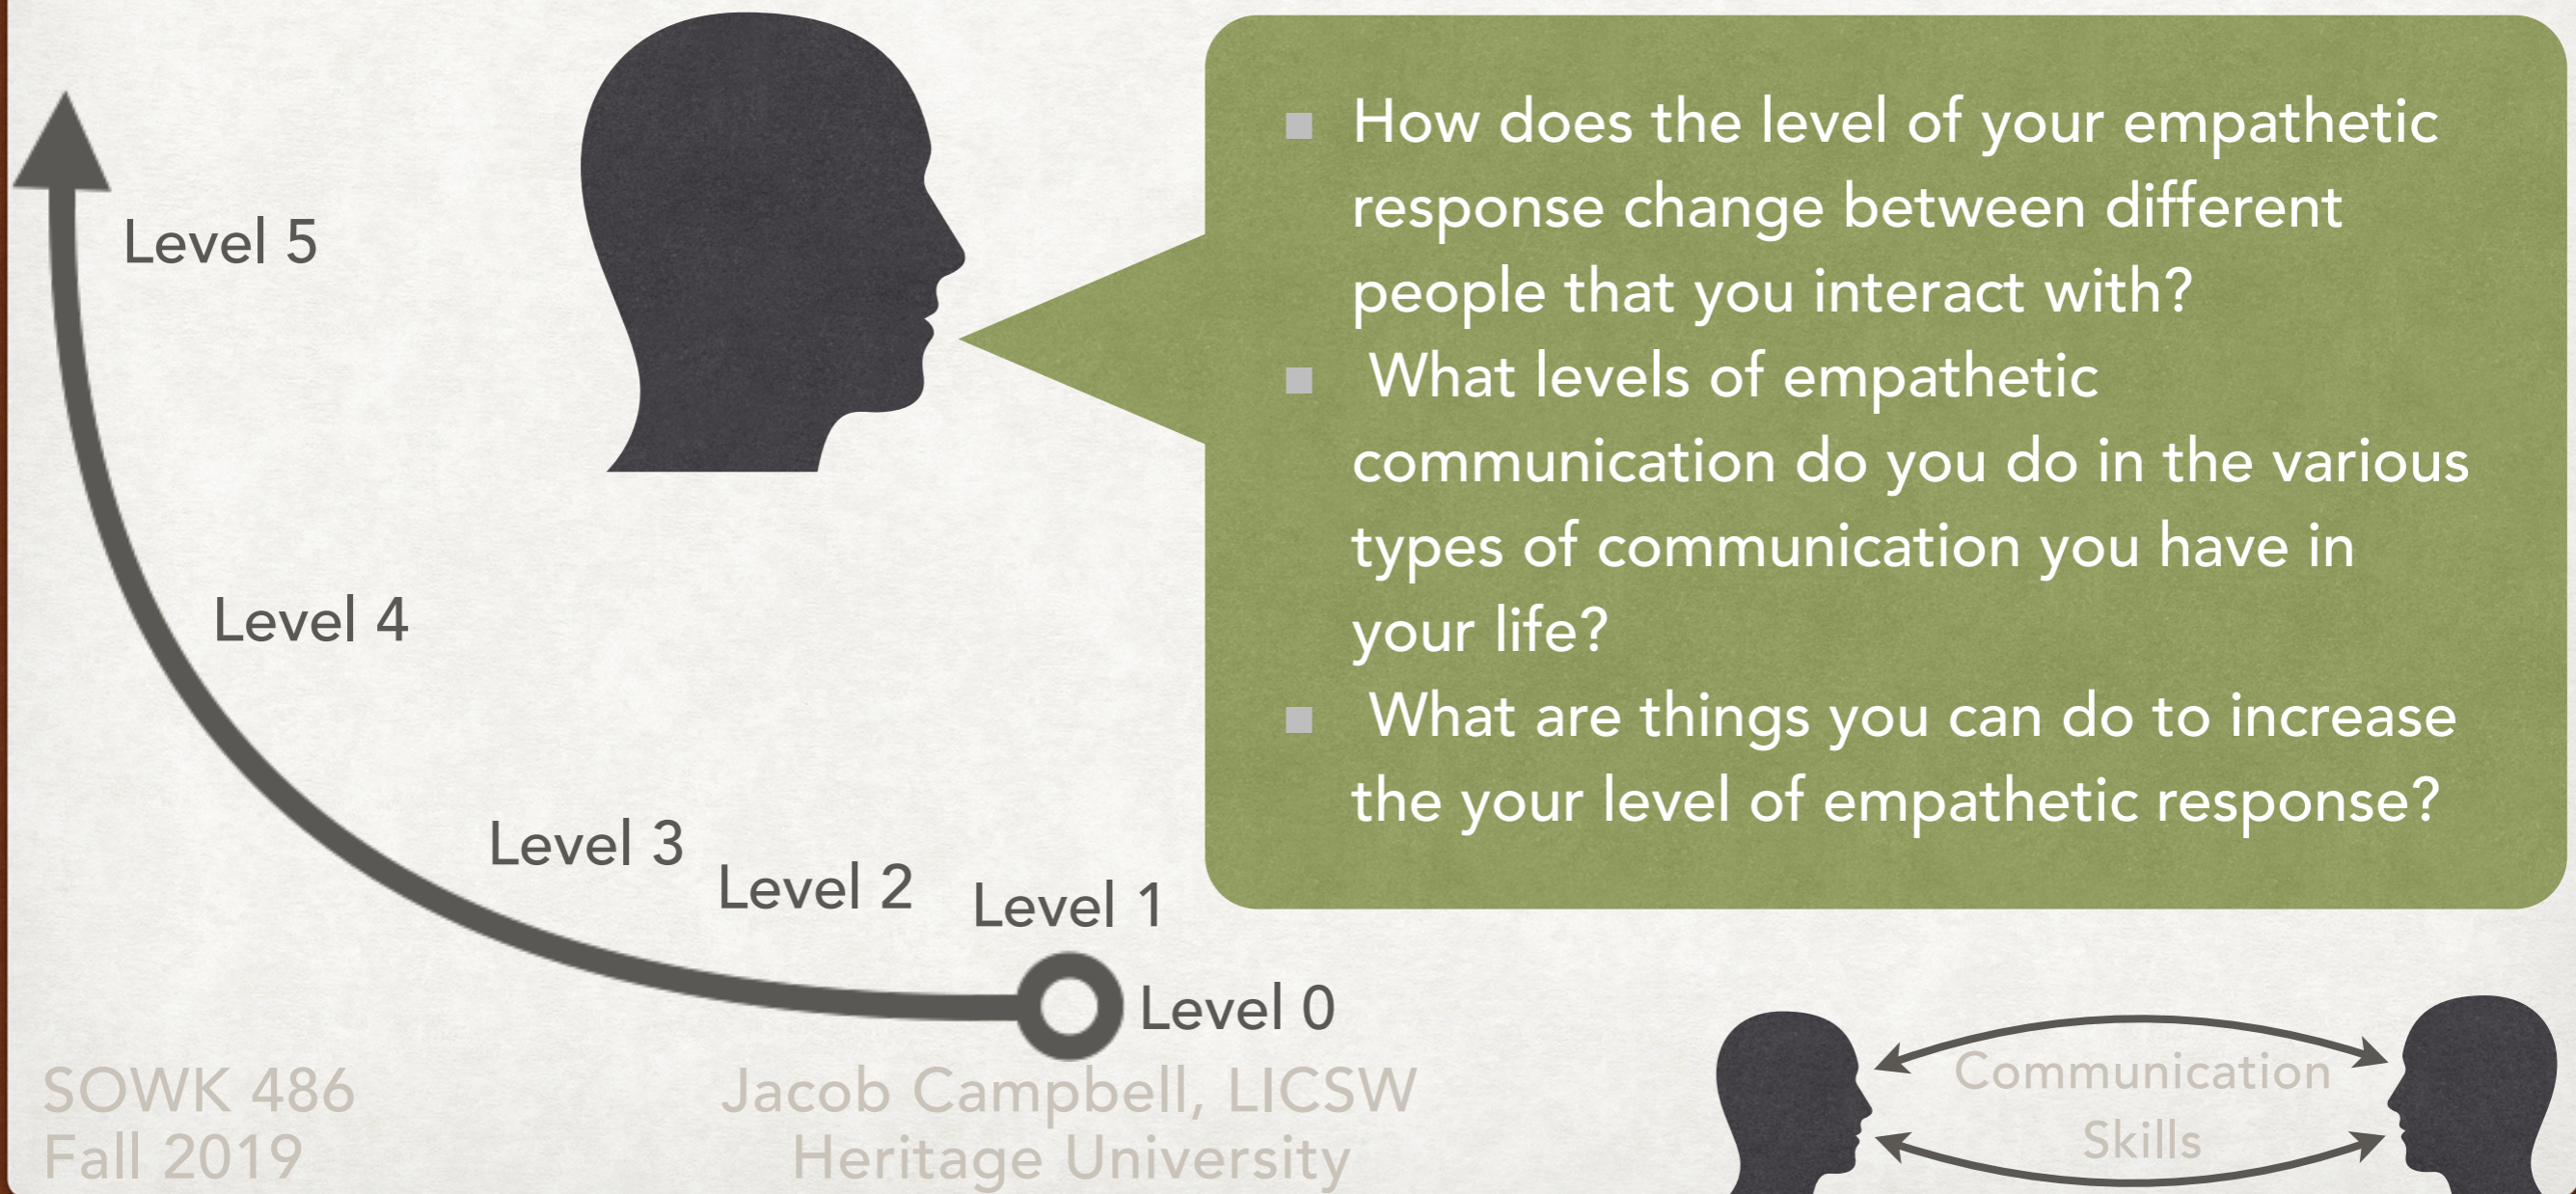 How does the level of your empathetic
response change between different
people that you interact with?
What levels of empathetic
communication do you do in the various
types of communication you have in
your life?
What are things you can do to increase
the your level of empathetic response?
Level 5
Level 4
Level 3
Level 2
Level 1
Level 0
SOWK 486
Fall 2019
Jacob Campbell, LICSW
Heritage University
Communication
Skills